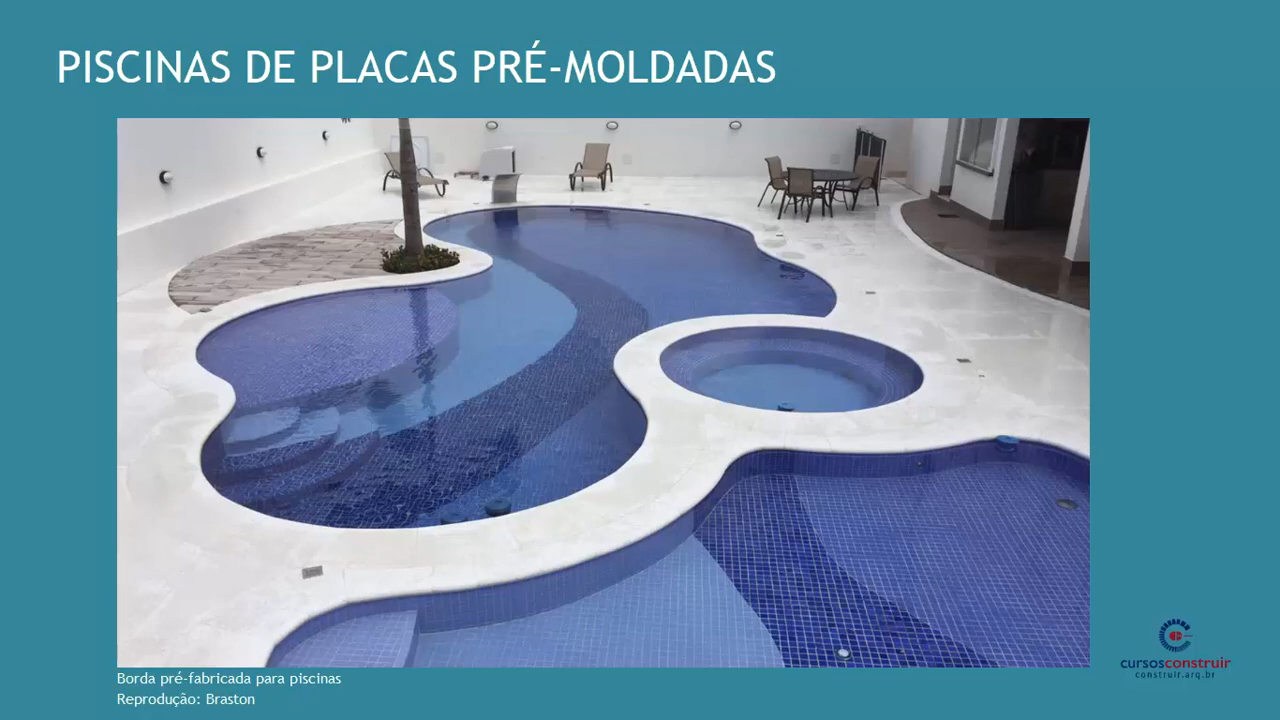 PISCINAS DE PLACAS PRÉ-MOLDADAS
Borda pré-fabricada para piscinas
Reprodução: Braston
cursosconstruir
construir.arq.br